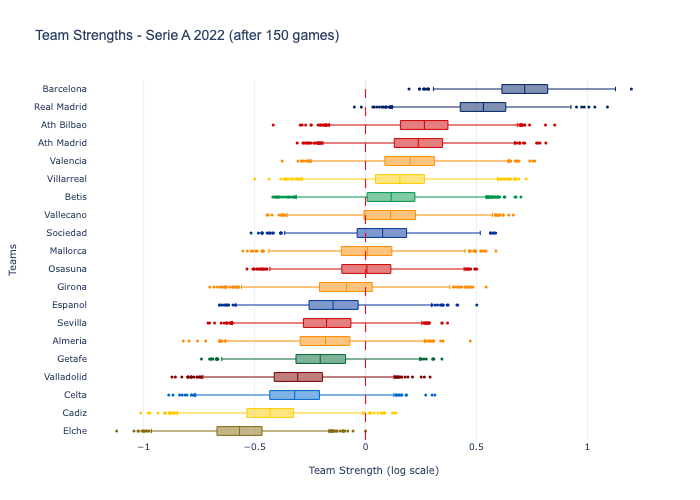 Team Strengths - Serie A 2022 (after 150 games)
Barcelona
Real Madrid
Ath Bilbao
Ath Madrid
Valencia
Villarreal
Betis
Vallecano
Sociedad
Mallorca
Osasuna
Girona
Espanol
Sevilla
Almeria
Getafe
Valladolid
Celta
Cadiz
Elche
Teams
−1 −0.5 0 0.5 1
Team Strength (log scale)